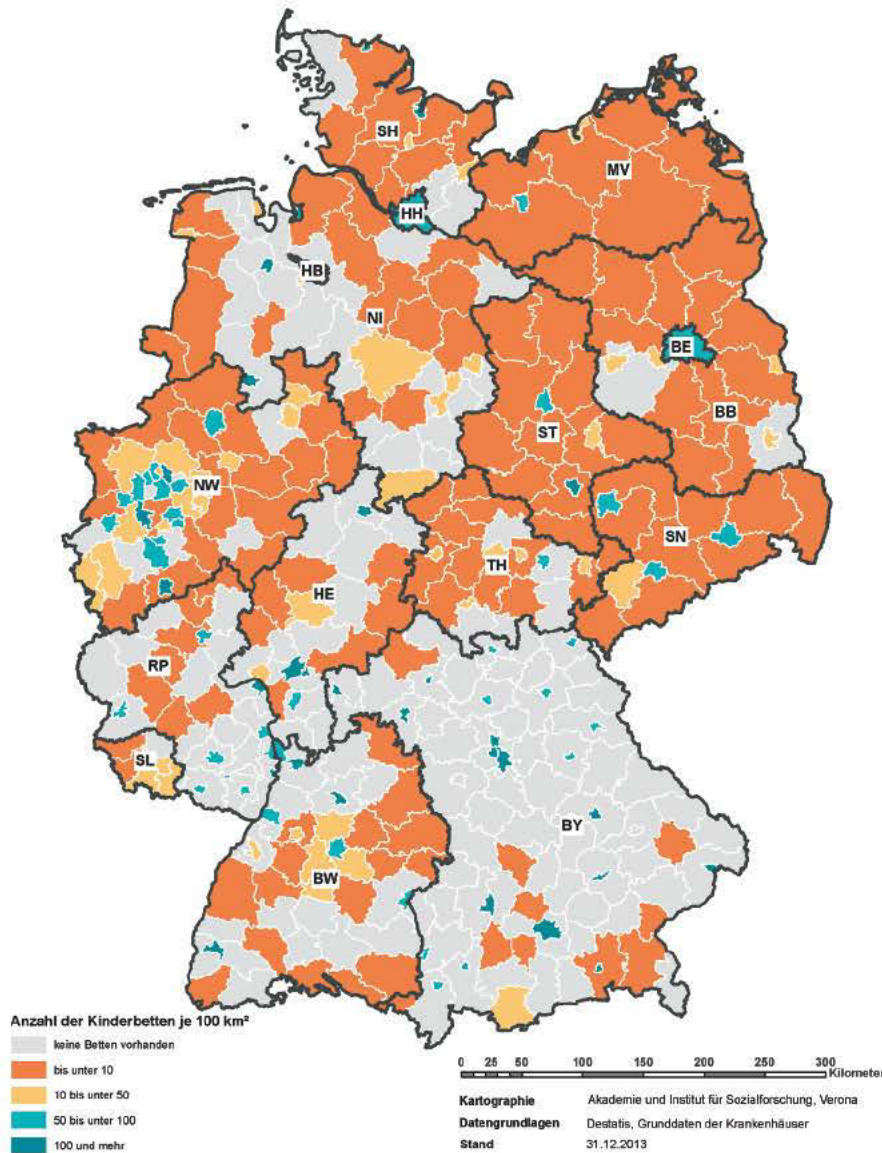 SH
MV
HH
HB
NI
BE
BB
ST
NW
SN
TH
HE
RP
SL
BY
BW
Anzahl der Kinderbetten je 100 km²
keine Betten vorhanden
bis unter 10
10 bis unter 50
50 bis unter 100
100 und mehr
0 25 50 100 150 200 250 300
Kilometer
Kartographie Akademie und Institut für Sozialforschung, Verona
Datengrundlagen Destatis, Grunddaten der Krankenhäuser
Stand 31.12.2013